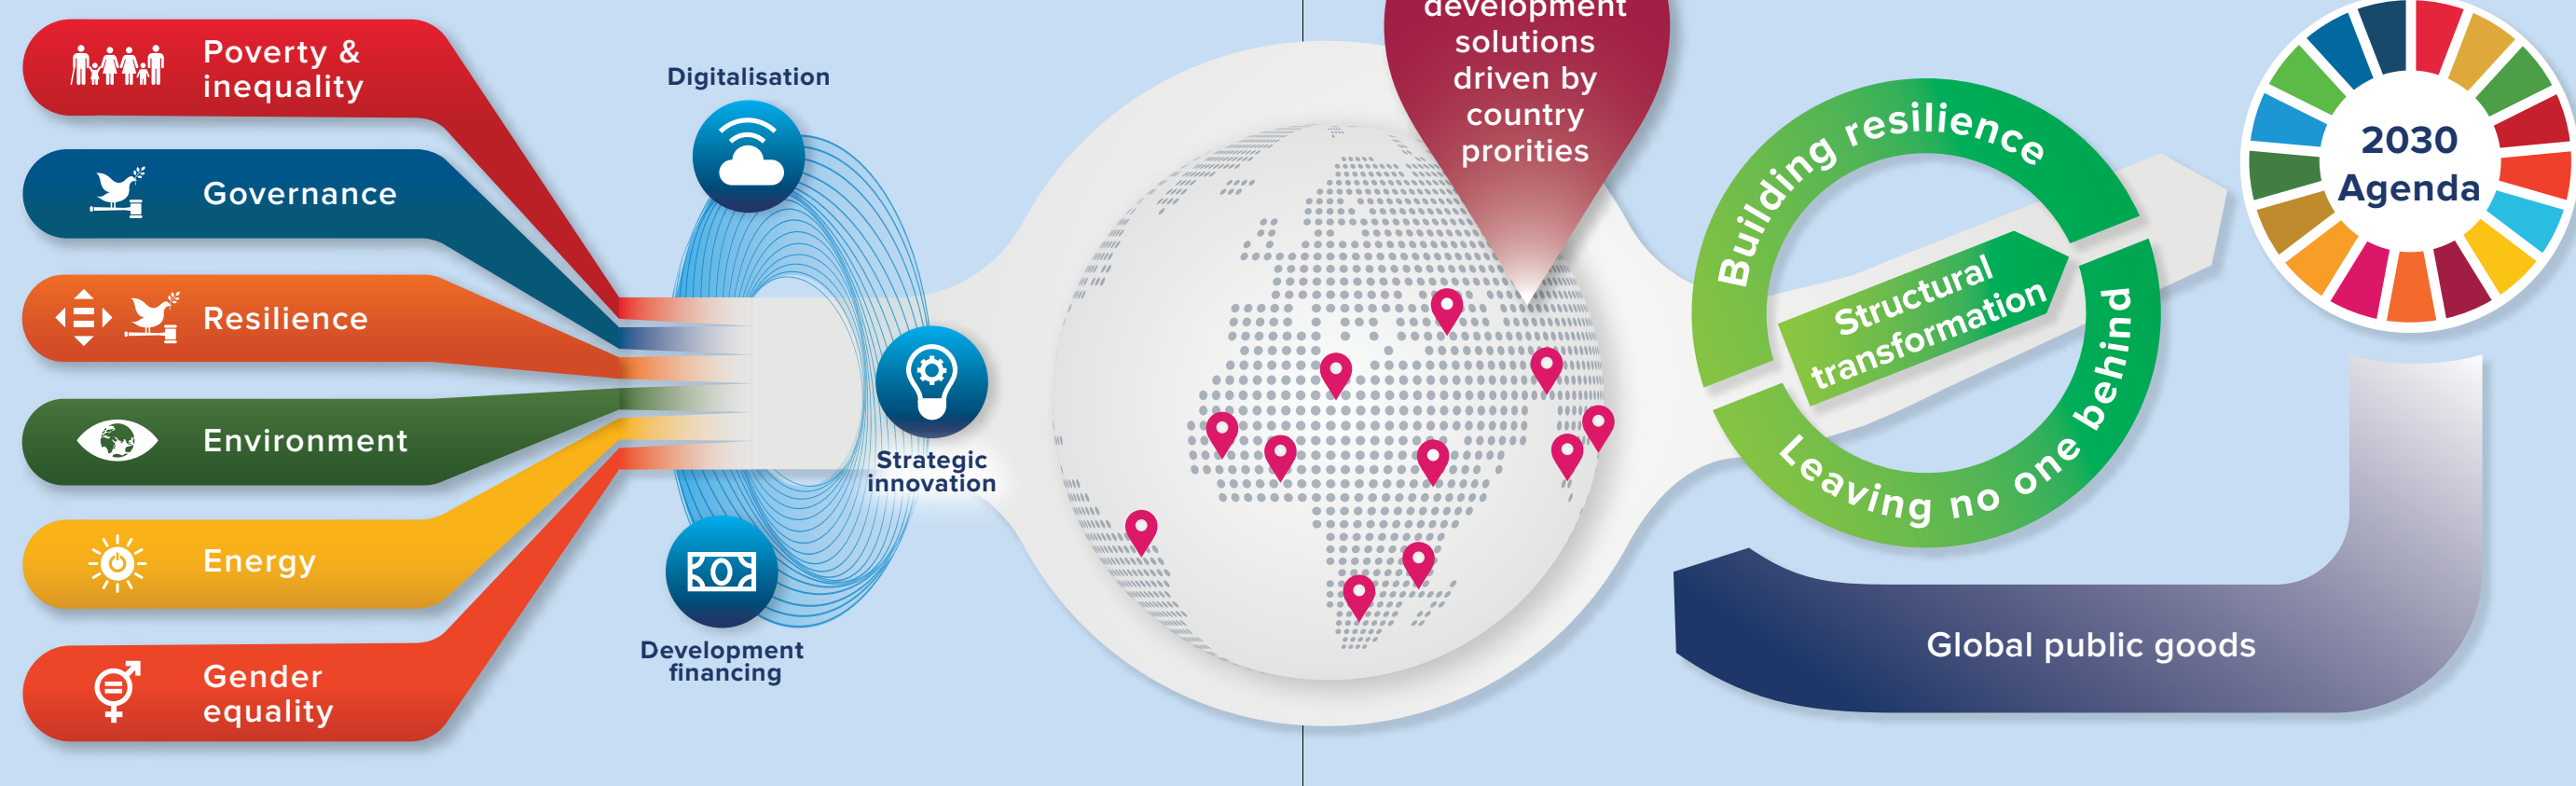 Poverty &
inequality
Governance
Resilience
Environment
Energy
Gender
equality
Digitalisation
Strategic
innovation
Development
financing
development
solutions
driven by
country
prorities
Building resilience
Structural
transformation
Leaving no one behind
2030
Agenda
Global public goods